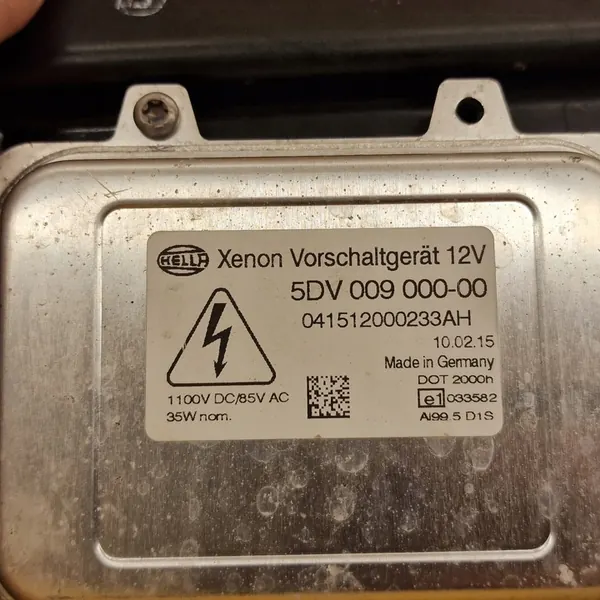 HELLA Xenon Vorschaltgerät 12V
5DV 009 000-00
041512000233AH
10.02.15
Made in Germany
DOT 2000h
1100V DC/85V AC
e1 033582
35W nom.
Al99.5 D1S